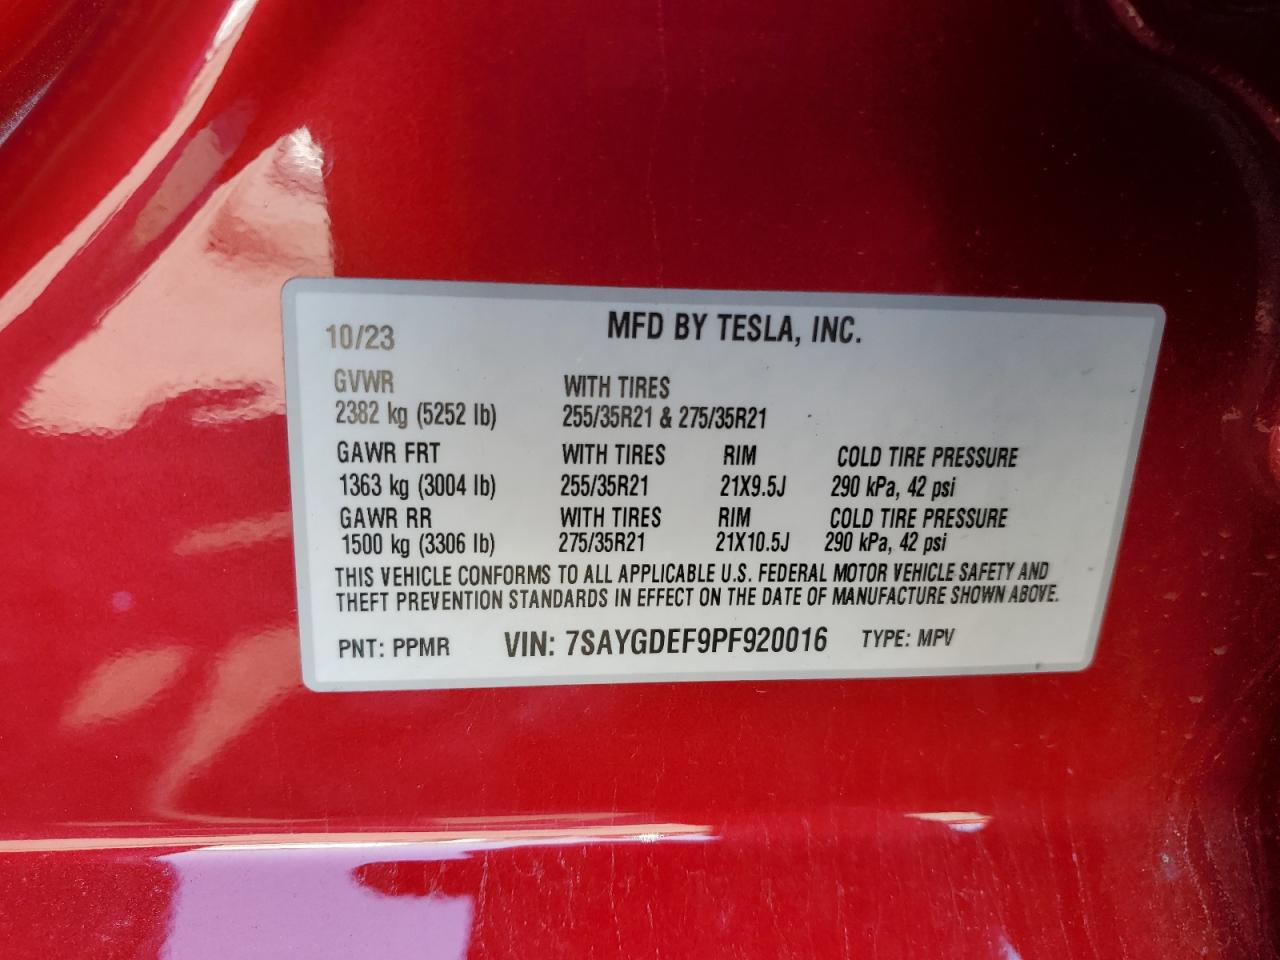 10/23 MFD BY TESLA, INC.
GVWR WITH TIRES
2382 kg (5252 lb) 255/35R21 & 275/35R21
GAWR FRT WITH TIRES RIM COLD TIRE PRESSURE
1363 kg (3004 lb) 255/35R21 21X9.5J 290 kPa, 42 psi
GAWR RR WITH TIRES RIM COLD TIRE PRESSURE
1500 kg (3306 lb) 275/35R21 21X10.5J 290 kPa, 42 psi
THIS VEHICLE CONFORMS TO ALL APPLICABLE U.S. FEDERAL MOTOR VEHICLE SAFETY AND
THEFT PREVENTION STANDARDS IN EFFECT ON THE DATE OF MANUFACTURE SHOWN ABOVE.
PNT: PPMR VIN: 7SAYGDEF9PF920016 TYPE: MPV